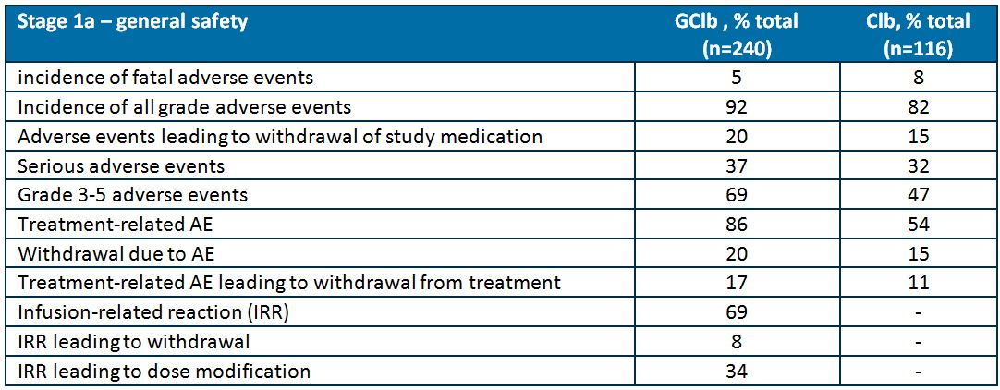 Stage 1a – general safety GClb , % total (n=240) Clb, % total (n=116)
incidence of fatal adverse events 5 8
Incidence of all grade adverse events 92 82
Adverse events leading to withdrawal of study medication 20 15
Serious adverse events 37 32
Grade 3-5 adverse events 69 47
Treatment-related AE 86 54
Withdrawal due to AE 20 15
Treatment-related AE leading to withdrawal from treatment 17 11
Infusion-related reaction (IRR) 69 -
IRR leading to withdrawal 8 -
IRR leading to dose modification 34 -